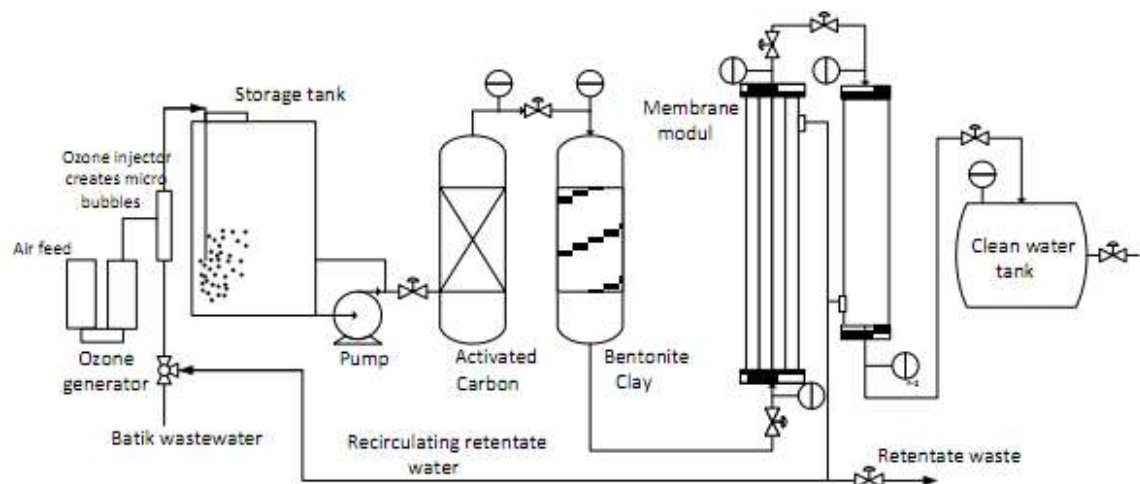 Storage tank
Ozone injector
creates micro
bubbles
Air feed
Ozone
generator
Batik wastewater
Pump
Activated
Carbon
Bentonite
Clay
Recirculating retentate
water
Membrane
modul
Clean water
tank
Retentate waste